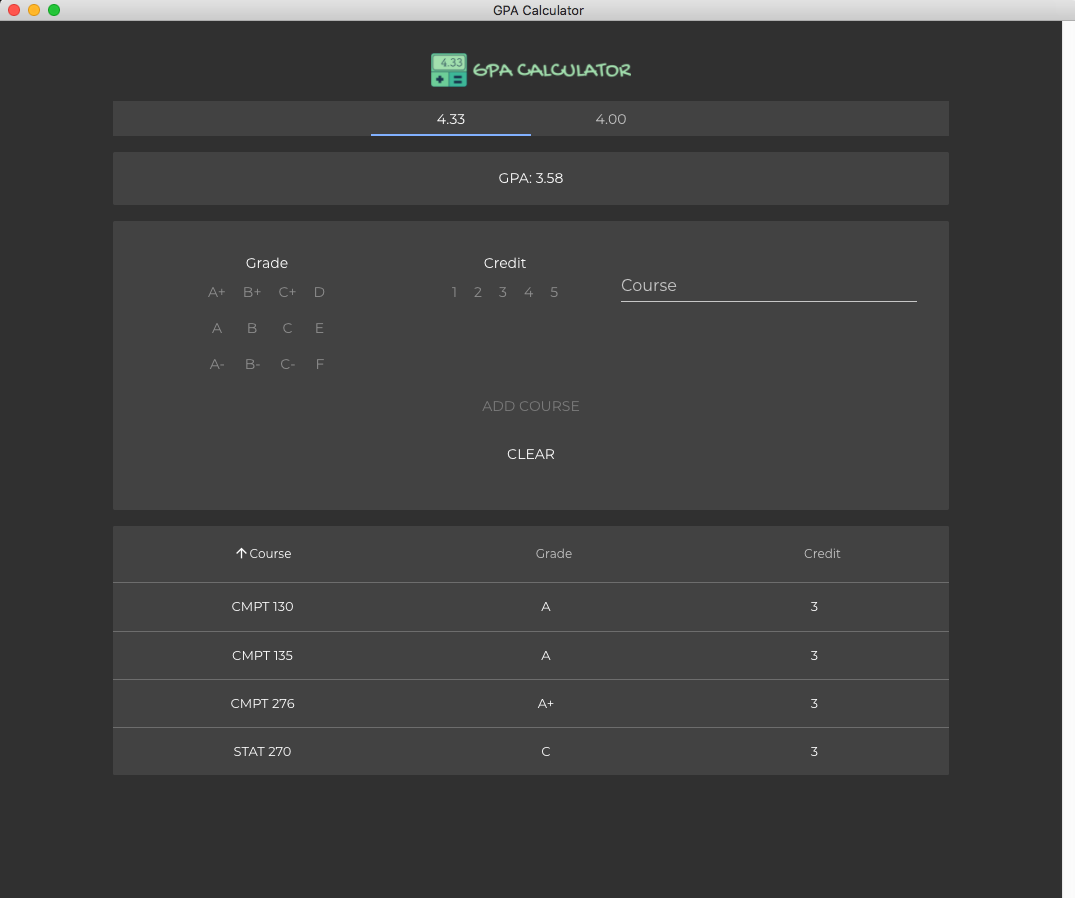 GPA Calculator
4.33 GPA CALCULATOR
4.33 4.00
GPA: 3.58
Grade Credit
Course
A+ B+ C+ D 1 2 3 4 5
A B C E
A- B- C- F
ADD COURSE
CLEAR
Course Grade Credit
CMPT 130 A 3
CMPT 135 A 3
CMPT 276 A+ 3
STAT 270 C 3